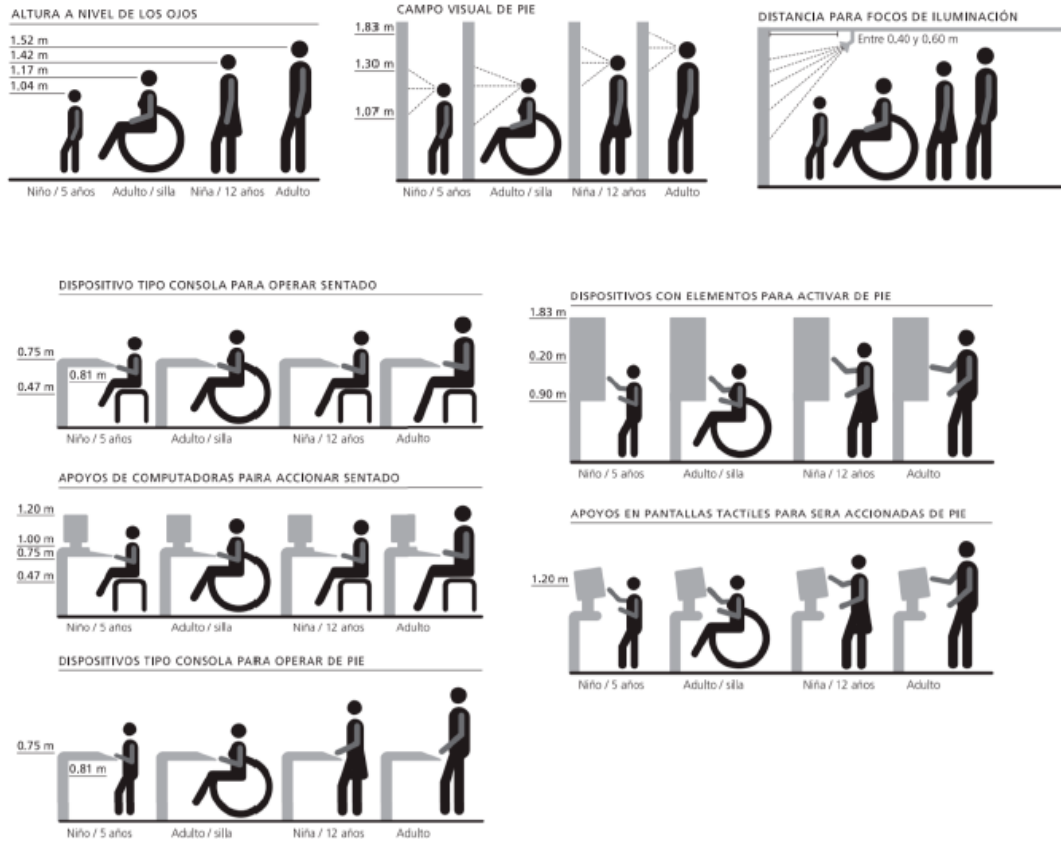 ALTURA A NIVEL DE LOS OJOS
1.52 m
1.42 m
1.17 m
1,04 m
Niño / 5 años Adulto / silla Niña / 12 años Adulto
CAMPO VISUAL DE PIE
1.83 m
1.30 m
1,07 m
Niño / 5 años Adulto / silla Niña / 12 años Adulto
DISTANCIA PARA FOCOS DE ILUMINACIÓN
Entre 0,40 y 0,60 m
DISPOSITIVO TIPO CONSOLA PARA OPERAR SENTADO
0.75 m
0.81 m
0.47 m
Niño / 5 años Adulto / silla Niña / 12 años Adulto
APOYOS DE COMPUTADORAS PAIRA ACCIONAR SENTADO
1.20 m
1.00 m
0.75 m
0.47 m
Niño / 5 años Adulto / silla Niña / 12 años Adulto
DISPOSITIVOS TIPO CONSOLA PARA OPERAR DE PIE
0.75 m
0.81 m
Niño / 5 años Adulto / silla Niña / 12 años Adulto
DISPOSITIVOS CON ELEMENTOS PARA ACTIVAR DE PIE
1.83 m
0.20 m
0.90 m
Niño / 5 años Adulto / silla Niña / 12 años Adulto
APOYOS EN PANTALLAS TACTILES PARA SERA ACCIONADAS DE PIE
1.20 m
Niño / 5 años Adulto / silla Niña / 12 años Adulto